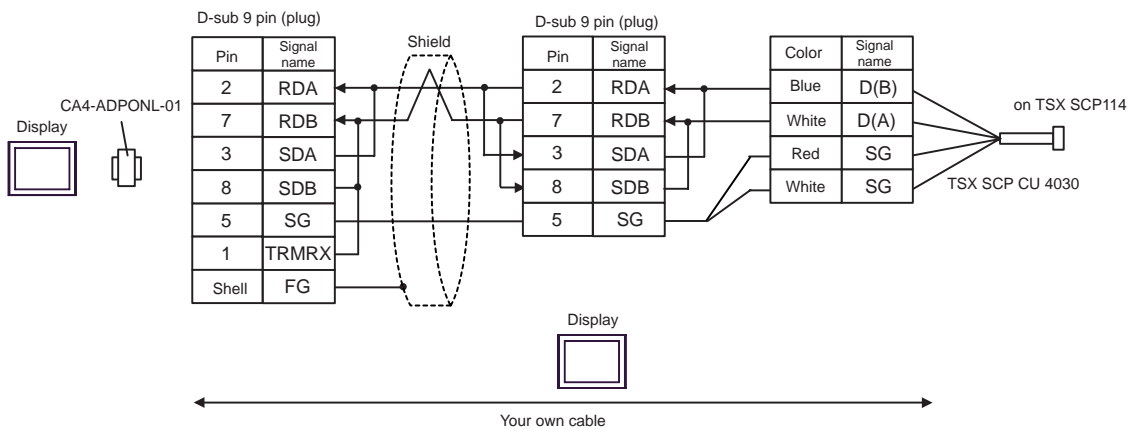 D-sub 9 pin (plug)
Pin Signal name
2 RDA
7 RDB
3 SDA
8 SDB
5 SG
1 TRMRX
Shell FG
CA4-ADPONL-01
Display
Shield
D-sub 9 pin (plug)
Pin Signal name
2 RDA
7 RDB
3 SDA
8 SDB
5 SG
Color Signal name
Blue D(B)
White D(A)
Red SG
White SG
on TSX SCP114
TSX SCP CU 4030
Display
Your own cable